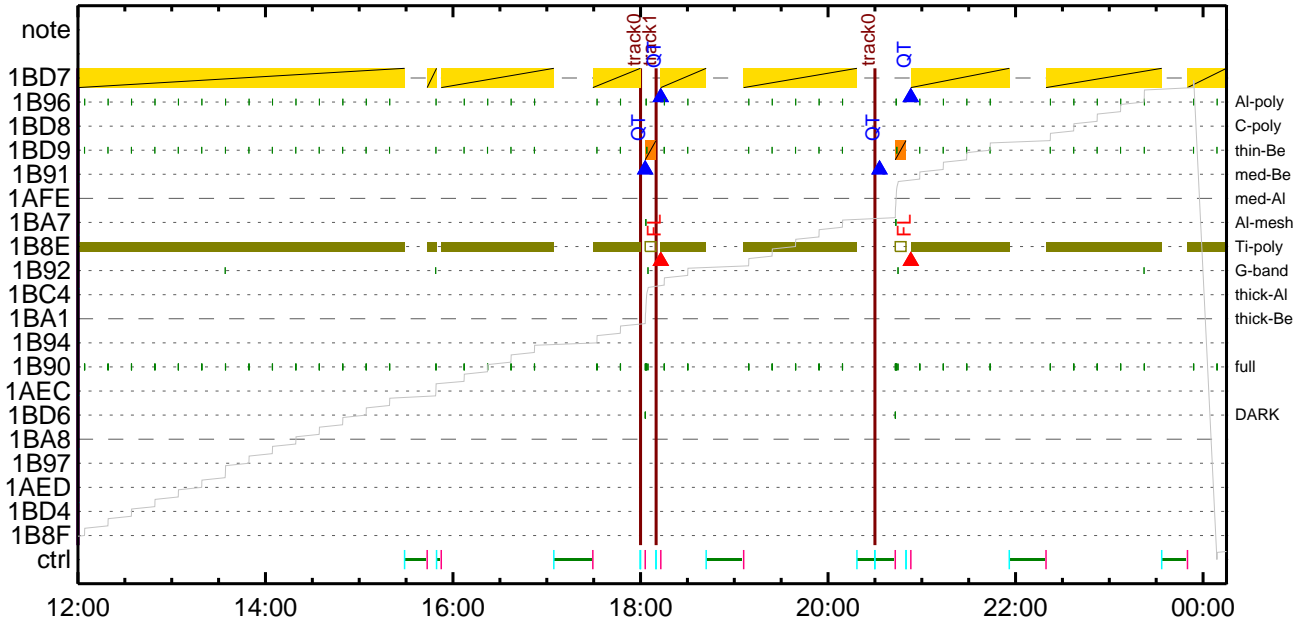 note
track0
track1
QT
track0
QT
1BD7
1B96 Al-poly
1BD8 C-poly
QT
QT
1BD9 thin-Be
1B91 med-Be
1AFE med-Al
1BA7 Al-mesh
FL
FL
1B8E Ti-poly
1B92 G-band
1BC4 thick-Al
1BA1 thick-Be
1B94
1B90 full
1AEC
1BD6 DARK
1BA8
1B97
1AED
1BD4
1B8F
ctrl
12:00 14:00 16:00 18:00 20:00 22:00 00:00